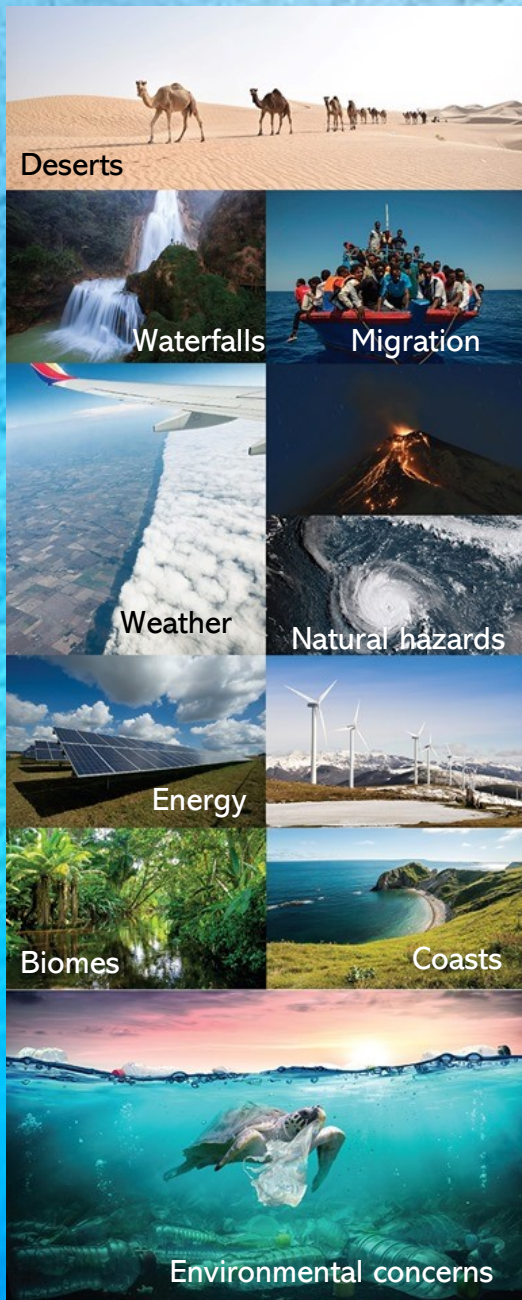 Deserts
Waterfalls
Migration
Weather
Natural hazards
Energy
Biomes
Coasts
Environmental concerns